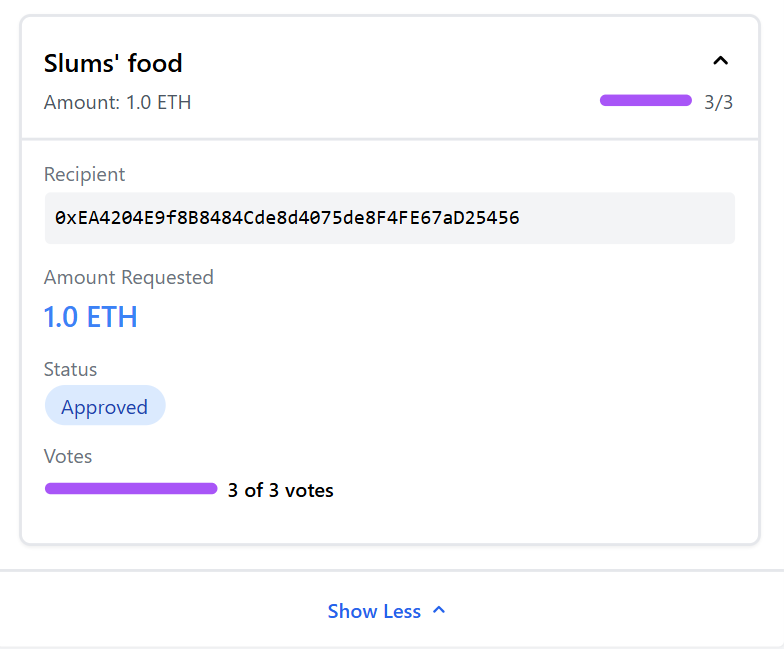 Slums' food
Amount: 1.0 ETH
3/3
Recipient
0xEA4204E9f8B8484Cde8d4075de8F4FE67aD25456
Amount Requested
1.0 ETH
Status
Approved
Votes
3 of 3 votes
Show Less